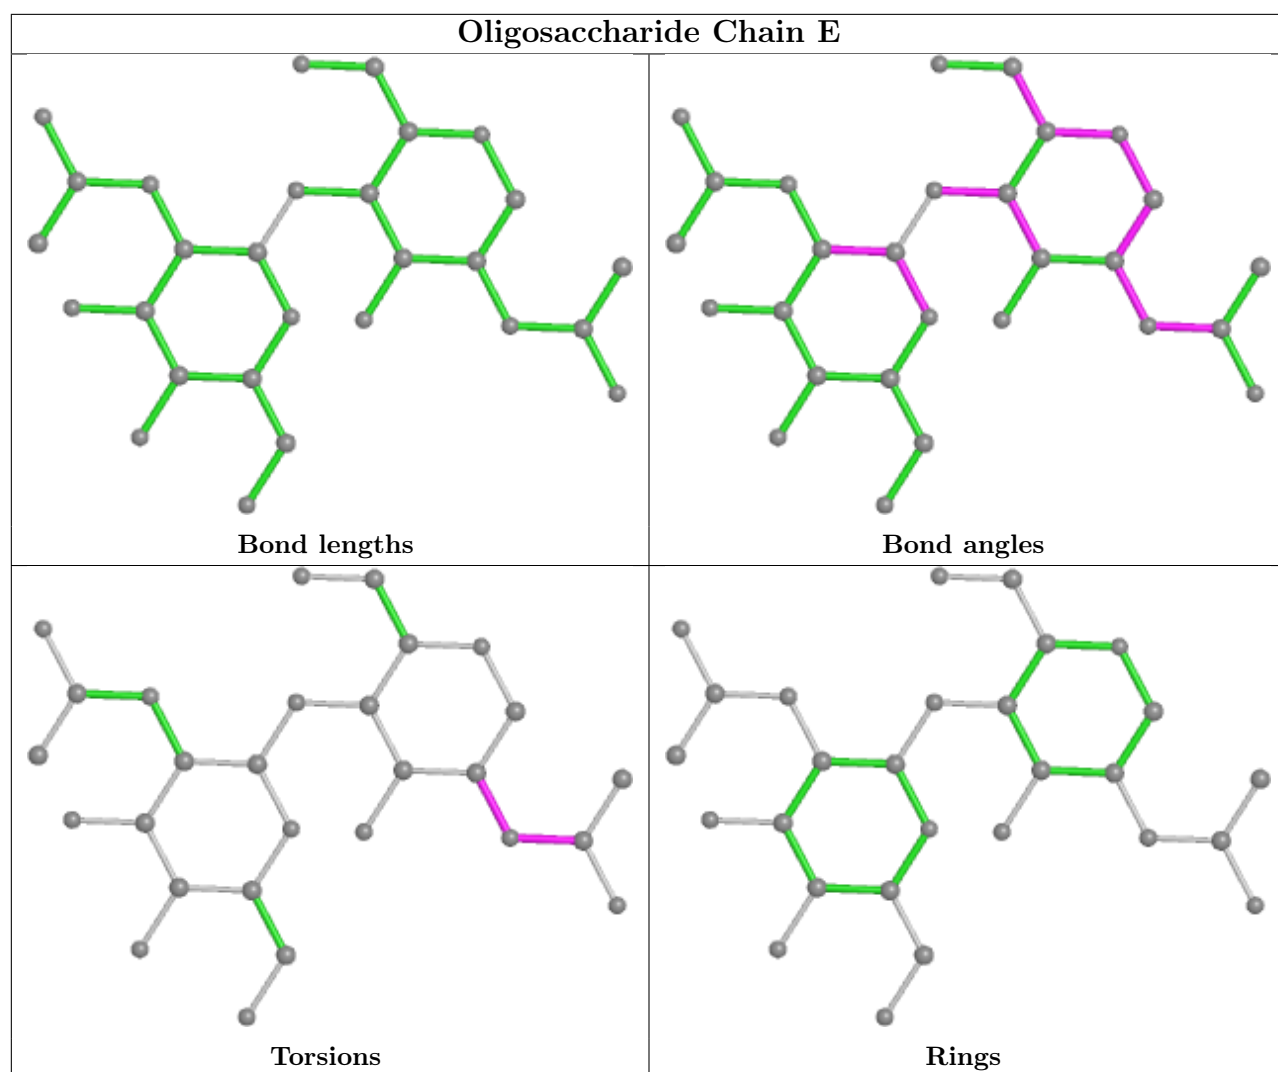 Oligosaccharide Chain E
Bond lengths
Bond angles
Torsions
Rings